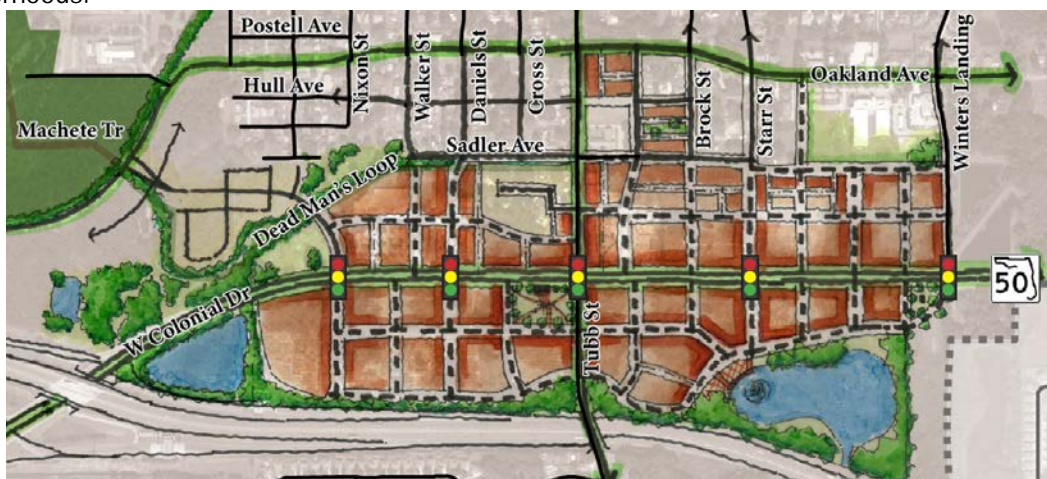 Postell Ave
Nixon St
Walker St
Daniels St
Cross St
Brock St
Starr St
Winters Landing
Oakland Ave
Hull Ave
Machete Tr
Sadler Ave
Dead Man's Loop
50
W Colonial Dr
Tubb St